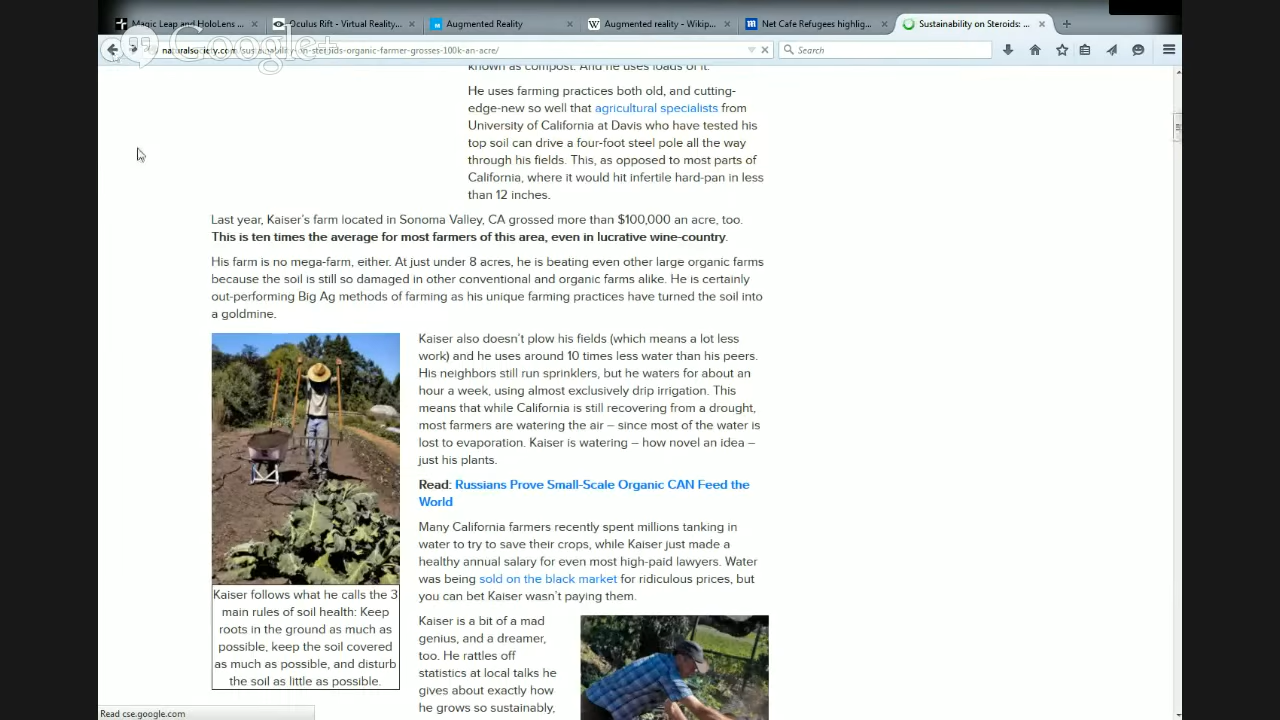 Magic Leap and HoloLens ...
Oculus Rift - Virtual Reality...
Augmented Reality
Augmented reality - Wikip...
Net Cafe Refugees highlig...
Sustainability on Steroids: ...
Google+
naturalsociety.com/sustainability-on-steroids-organic-farmer-grosses-100k-an-acre/
Search
known as compost. And he uses loads of it.
He uses farming practices both old, and cutting-
edge-new so well that agricultural specialists from
University of California at Davis who have tested his
top soil can drive a four-foot steel pole all the way
through his fields. This, as opposed to most parts of
California, where it would hit infertile hard-pan in less
than 12 inches.
Last year, Kaiser's farm located in Sonoma Valley, CA grossed more than $100,000 an acre, too.
This is ten times the average for most farmers of this area, even in lucrative wine-country.
His farm is no mega-farm, either. At just under 8 acres, he is beating even other large organic farms
because the soil is still so damaged in other conventional and organic farms alike. He is certainly
out-performing Big Ag methods of farming as his unique farming practices have turned the soil into
a goldmine.
Kaiser also doesn't plow his fields (which means a lot less
work) and he uses around 10 times less water than his peers.
His neighbors still run sprinklers, but he waters for about an
hour a week, using almost exclusively drip irrigation. This
means that while California is still recovering from a drought,
most farmers are watering the air – since most of the water is
lost to evaporation. Kaiser is watering – how novel an idea –
just his plants.
Read: Russians Prove Small-Scale Organic CAN Feed the
World
Many California farmers recently spent millions tanking in
water to try to save their crops, while Kaiser just made a
healthy annual salary for even most high-paid lawyers. Water
was being sold on the black market for ridiculous prices, but
you can bet Kaiser wasn't paying them.
Kaiser follows what he calls the 3
main rules of soil health: Keep
roots in the ground as much as
possible, keep the soil covered
as much as possible, and disturb
the soil as little as possible.
Kaiser is a bit of a mad
genius, and a dreamer,
too. He rattles off
statistics at local talks he
gives about exactly how
he grows so sustainably,
Read cse.google.com